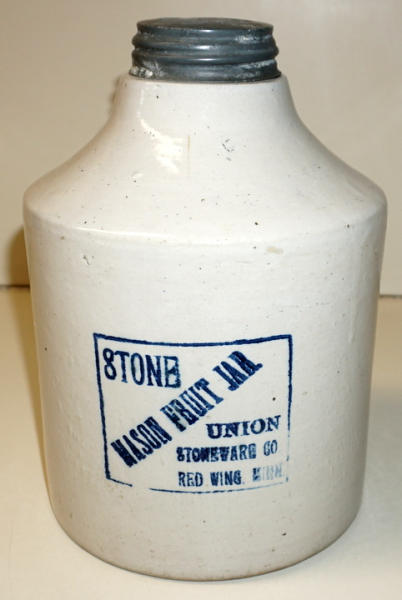 STONE
MASON FRUIT JAR
UNION
STONEWARE CO
RED WING. MINN.